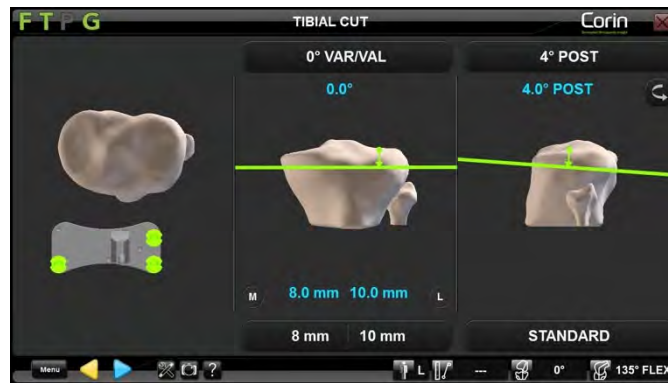 F T P G
TIBIAL CUT
Corin
0° VAR/VAL
4° POST
0.0°
4.0° POST
M
8.0 mm
10.0 mm
L
8 mm
10 mm
STANDARD
Menu
?
L
---
0°
135° FLEX